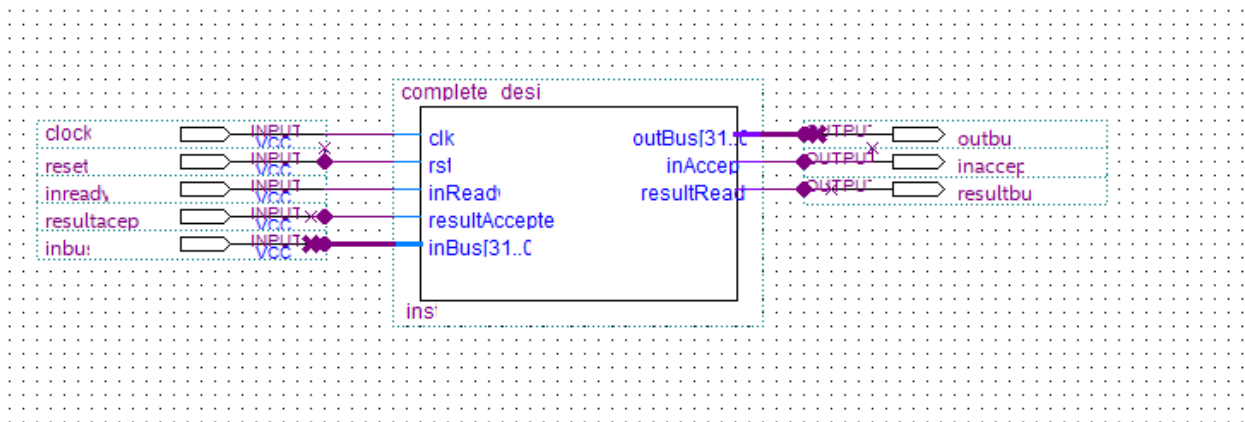 complete_desi
clock INPUT VCC clk outBus[31..0 OUTPUT outbu
reset INPUT VCC rst inAccep OUTPUT inaccep
inready INPUT VCC inReady resultRead OUTPUT resultbu
resultacep INPUT VCC resultAccepte
inbus INPUT VCC inBus[31..0
inst